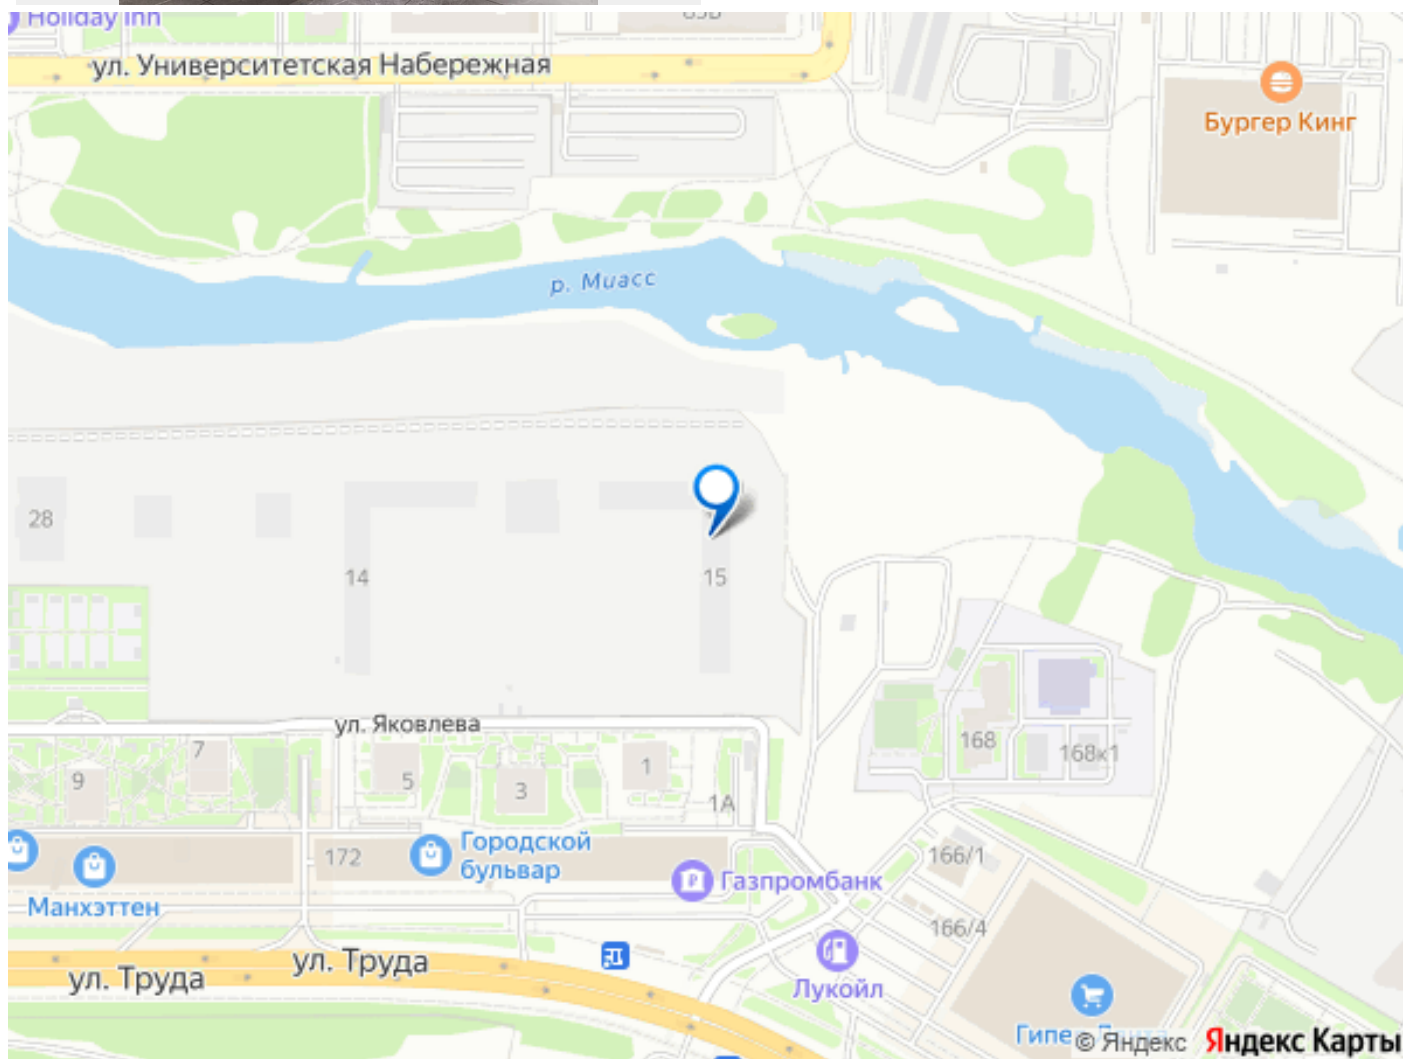 Holiday Inn
ул. Университетская Набережная
Бургер Кинг
р. Миасс
28
14
15
ул. Яковлева
7
9
5
3
1
1А
168
168к1
172
Городской
бульвар
Манхэттен
Газпромбанк
166/1
166/4
Лукойл
ул. Труда
ул. Труда
© Яндекс Яндекс Карты